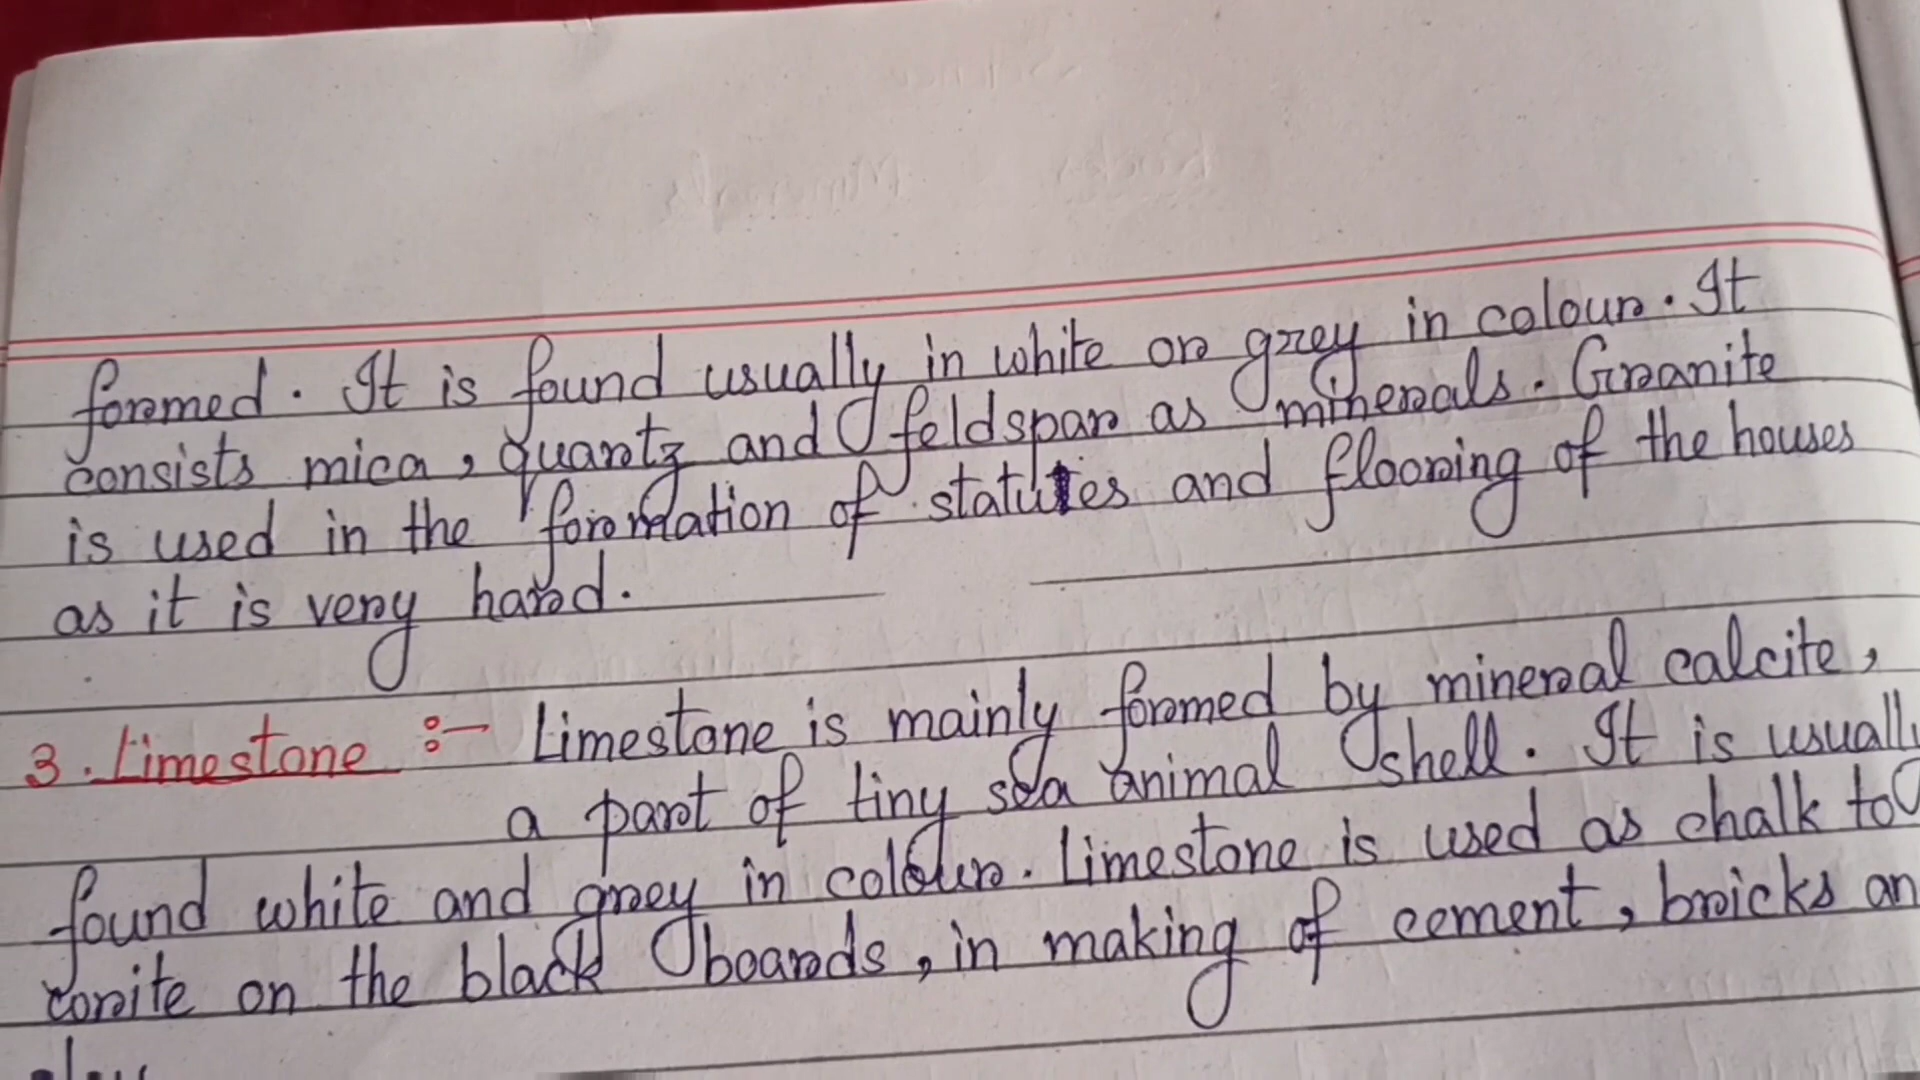 formed. It is found usually in white or grey in colour. It
consists mica, quartz and feldspar as minerals. Granite
is used in the formation of statutes and flooring of the houses
as it is very hard.
3. Limestone :- Limestone is mainly formed by mineral calcite,
a part of tiny sea animal shell. It is usually
found white and grey in colour. Limestone is used as chalk to
write on the black boards, in making of cement, bricks an